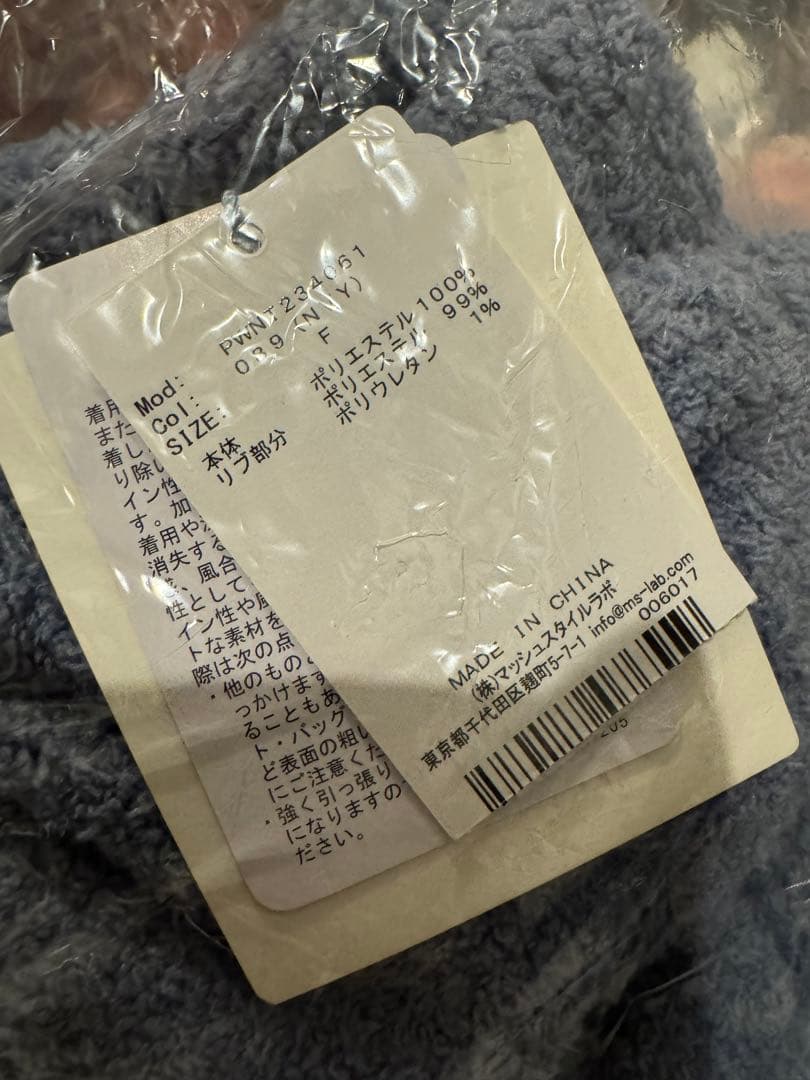 Mod: PWNT234061
Col: 089(NVY)
SIZE: F
本体 ポリエステル 100%
リブ部分 ポリエステル 99%
ポリウレタン 1%
MADE IN CHINA
(株)マッシュスタイルラボ
東京都千代田区麹町5-7-1 info@ms-lab.com
006017
205
着用
また
着し
り除い
イン性
す。加
着用や
消失する
、風合
性として
イン性や風
トな素材を
際は次の点
・他のものと
っかけます
ることもあ
ト・バック
ど表面の粗い
にご注意くだ
・強く引っ張り
になりますの
ださい。